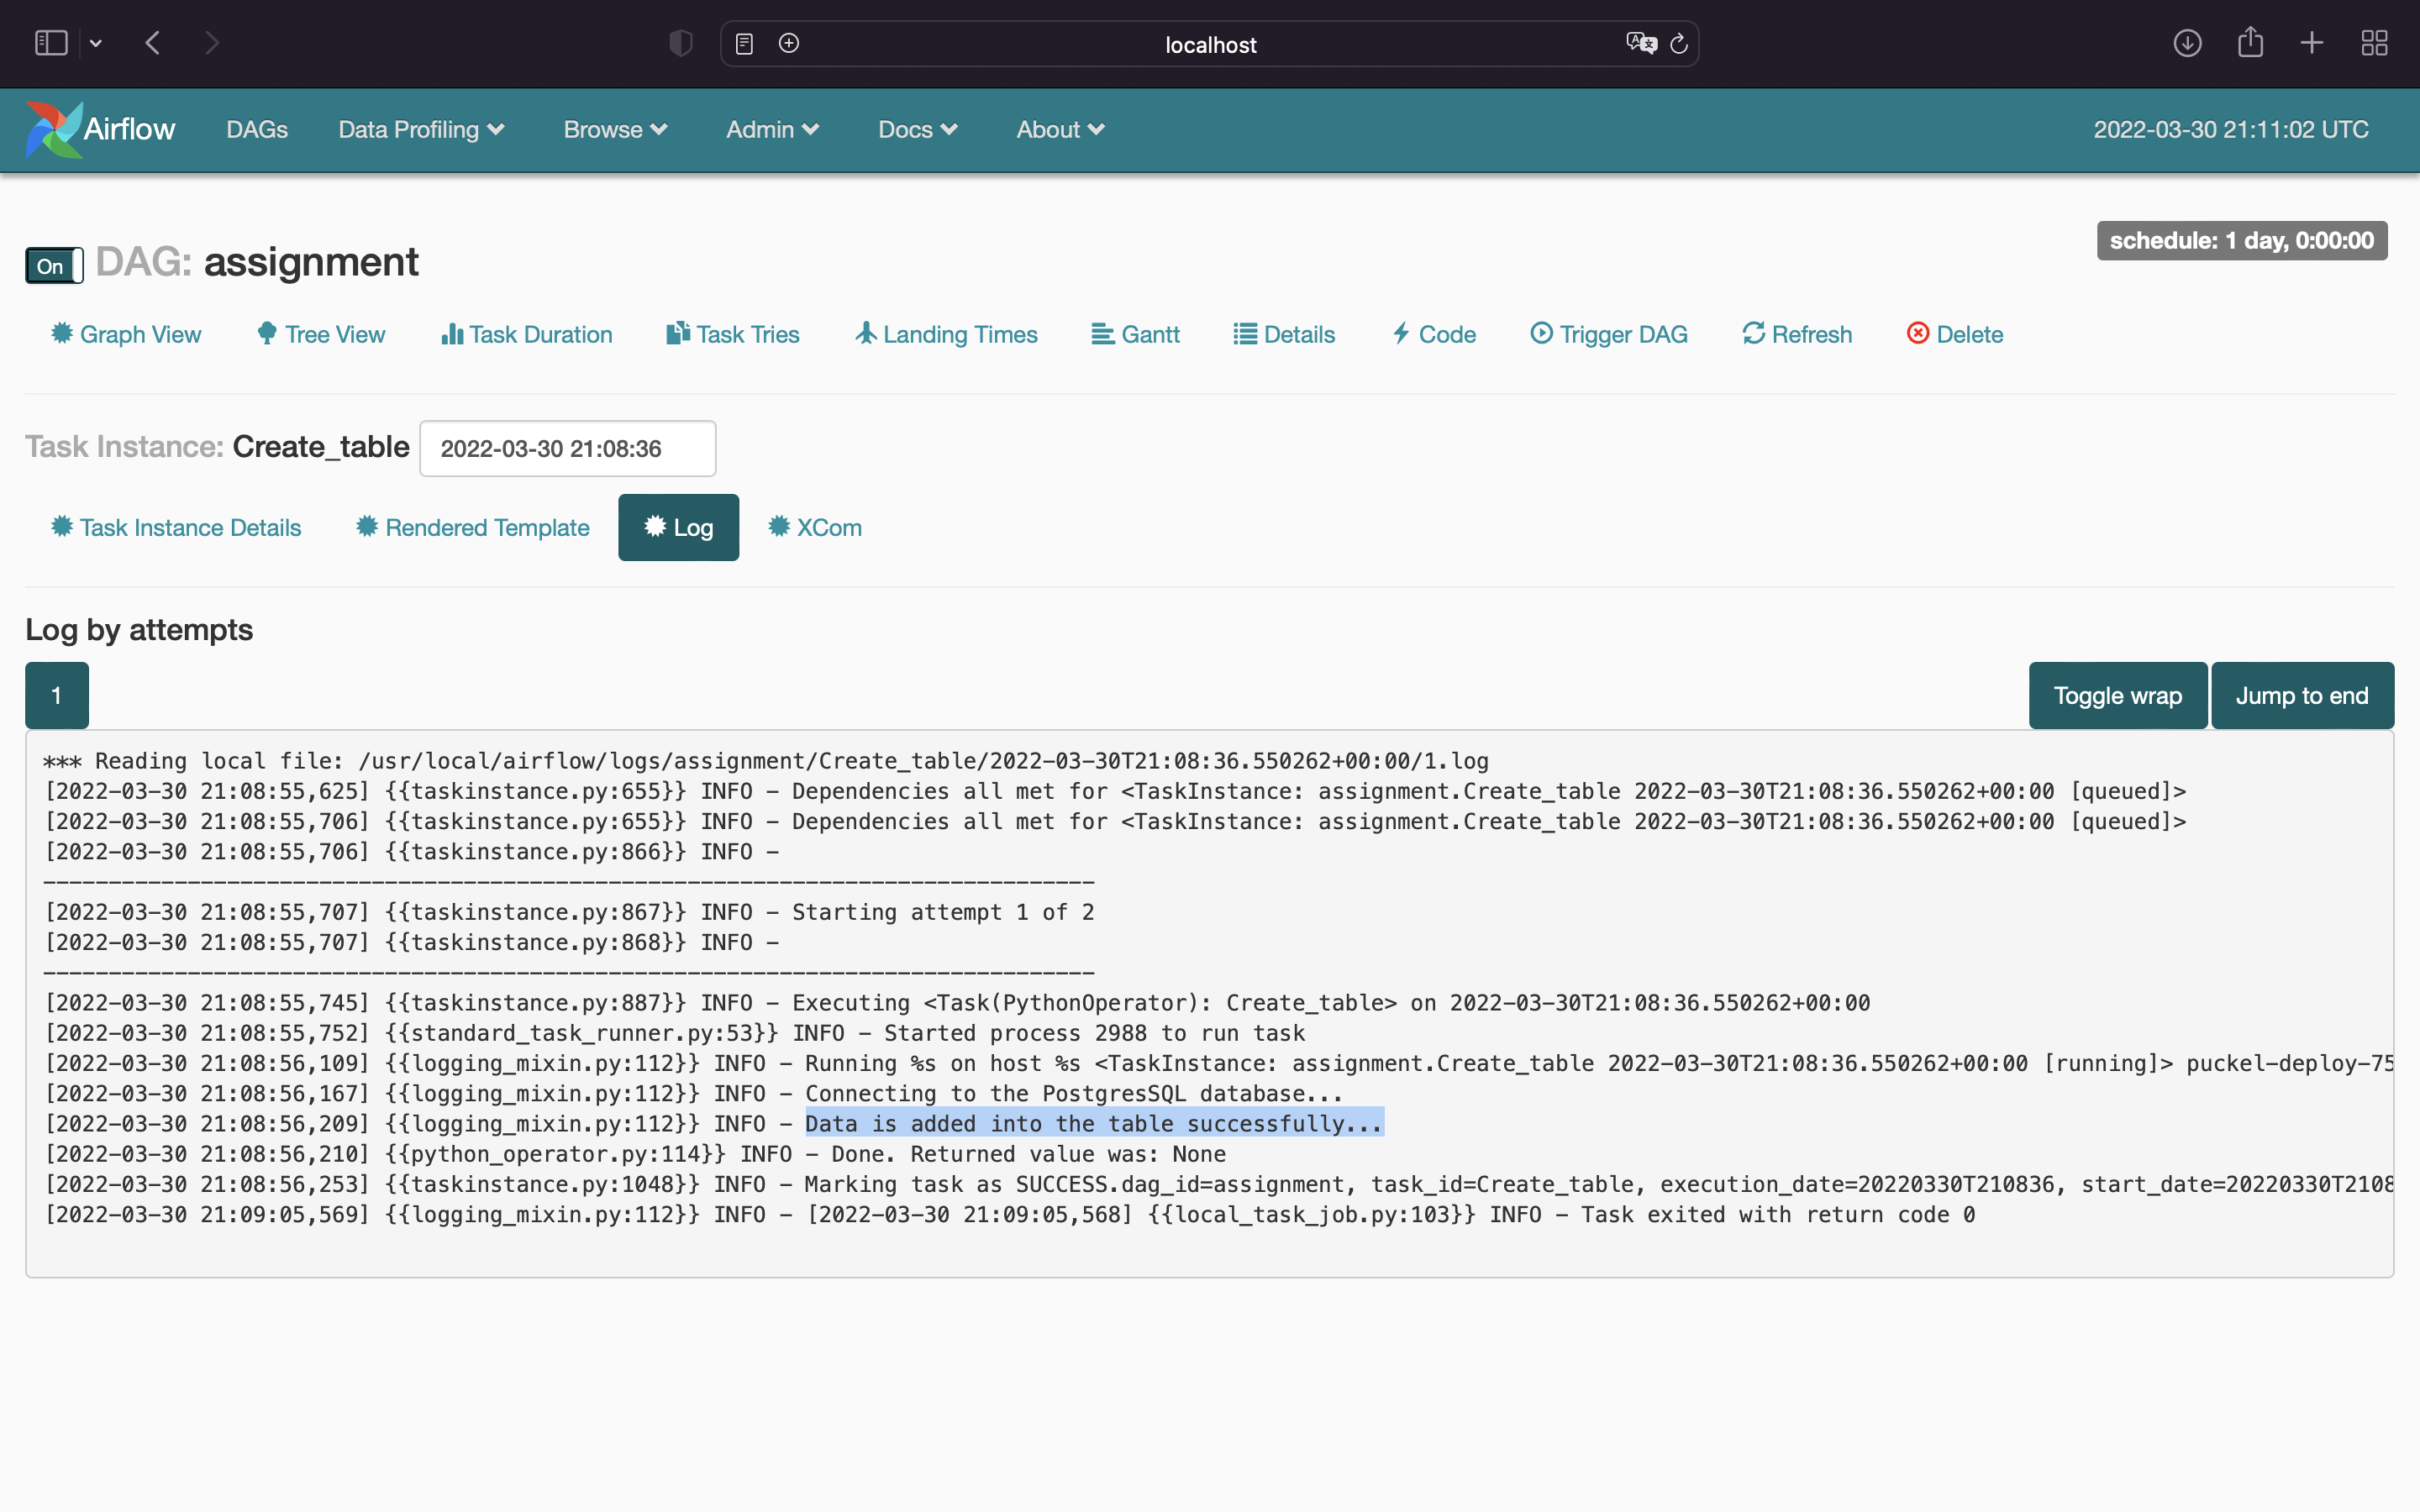 localhost
Airflow DAGs Data Profiling Browse Admin Docs About 2022-03-30 21:11:02 UTC
schedule: 1 day, 0:00:00
On DAG: assignment
Graph View Tree View Task Duration Task Tries Landing Times Gantt Details Code Trigger DAG Refresh Delete
Task Instance: Create_table 2022-03-30 21:08:36
Task Instance Details Rendered Template Log XCom
Log by attempts
1 Toggle wrap Jump to end
*** Reading local file: /usr/local/airflow/logs/assignment/Create_table/2022-03-30T21:08:36.550262+00:00/1.log
[2022-03-30 21:08:55,625] {{taskinstance.py:655}} INFO - Dependencies all met for <TaskInstance: assignment.Create_table 2022-03-30T21:08:36.550262+00:00 [queued]>
[2022-03-30 21:08:55,706] {{taskinstance.py:655}} INFO - Dependencies all met for <TaskInstance: assignment.Create_table 2022-03-30T21:08:36.550262+00:00 [queued]>
[2022-03-30 21:08:55,706] {{taskinstance.py:866}} INFO -
--------------------------------------------------------------------------------
[2022-03-30 21:08:55,707] {{taskinstance.py:867}} INFO - Starting attempt 1 of 2
[2022-03-30 21:08:55,707] {{taskinstance.py:868}} INFO -
--------------------------------------------------------------------------------
[2022-03-30 21:08:55,745] {{taskinstance.py:887}} INFO - Executing <Task(PythonOperator): Create_table> on 2022-03-30T21:08:36.550262+00:00
[2022-03-30 21:08:55,752] {{standard_task_runner.py:53}} INFO - Started process 2988 to run task
[2022-03-30 21:08:56,109] {{logging_mixin.py:112}} INFO - Running %s on host %s <TaskInstance: assignment.Create_table 2022-03-30T21:08:36.550262+00:00 [running]> puckel-deploy-75
[2022-03-30 21:08:56,167] {{logging_mixin.py:112}} INFO - Connecting to the PostgresSQL database...
[2022-03-30 21:08:56,209] {{logging_mixin.py:112}} INFO - Data is added into the table successfully...
[2022-03-30 21:08:56,210] {{python_operator.py:114}} INFO - Done. Returned value was: None
[2022-03-30 21:08:56,253] {{taskinstance.py:1048}} INFO - Marking task as SUCCESS.dag_id=assignment, task_id=Create_table, execution_date=20220330T210836, start_date=20220330T2108
[2022-03-30 21:09:05,569] {{logging_mixin.py:112}} INFO - [2022-03-30 21:09:05,568] {{local_task_job.py:103}} INFO - Task exited with return code 0